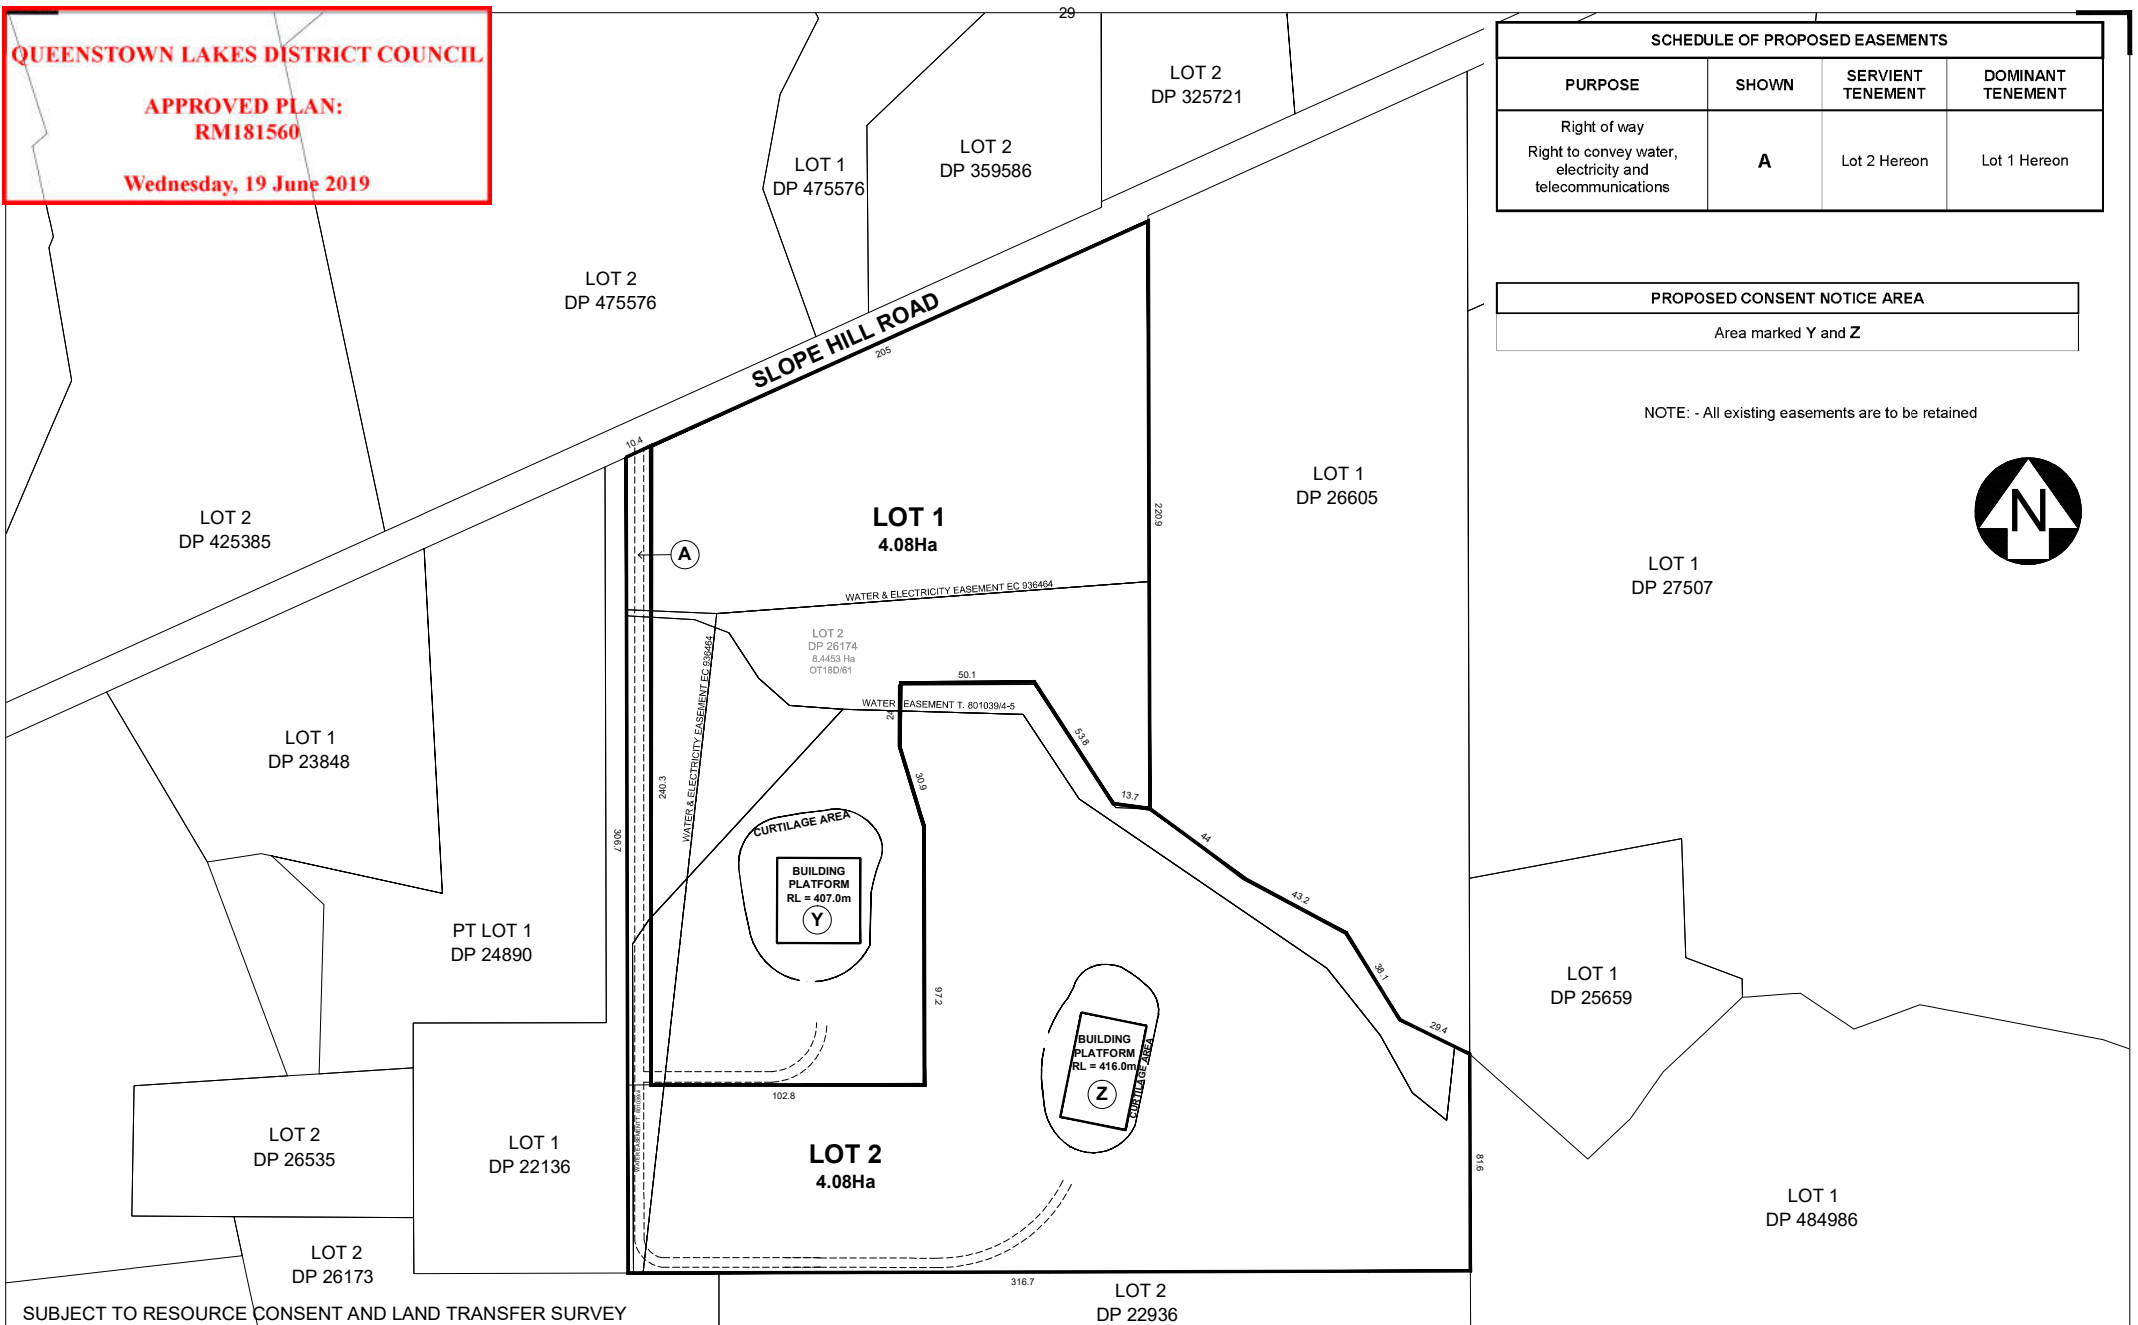 29
QUEENSTOWN LAKES DISTRICT COUNCIL
APPROVED PLAN:
RM181560
Wednesday, 19 June 2019
SCHEDULE OF PROPOSED EASEMENTS
PURPOSE
SHOWN
SERVIENT
TENEMENT
DOMINANT
TENEMENT
Right of way
Right to convey water,
electricity and
telecommunications
A
Lot 2 Hereon
Lot 1 Hereon
PROPOSED CONSENT NOTICE AREA
Area marked Y and Z
NOTE: - All existing easements are to be retained
N
LOT 2
DP 325721
LOT 2
DP 359586
LOT 1
DP 475576
LOT 2
DP 475576
SLOPE HILL ROAD
205
10.4
LOT 2
DP 425385
LOT 1
4.08Ha
A
220.9
LOT 1
DP 26605
LOT 1
DP 27507
WATER & ELECTRICITY EASEMENT EC 936464
LOT 2
DP 26174
8.4453 Ha
OT18D/61
WATER & ELECTRICITY EASEMENT EC 936464
50.1
WATER EASEMENT T. 801039/4-5
24
53.8
30.9
13.7
44
43.2
38.1
29.4
240.3
306.7
LOT 1
DP 23848
CURTILAGE AREA
BUILDING
PLATFORM
RL = 407.0m
Y
PT LOT 1
DP 24890
97.2
LOT 1
DP 25659
BUILDING
PLATFORM
RL = 416.0m
Z
CURTILAGE AREA
102.8
LOT 2
DP 26535
LOT 1
DP 22136
LOT 2
4.08Ha
81.6
LOT 1
DP 484986
LOT 2
DP 26173
316.7
LOT 2
DP 22936
SUBJECT TO RESOURCE CONSENT AND LAND TRANSFER SURVEY